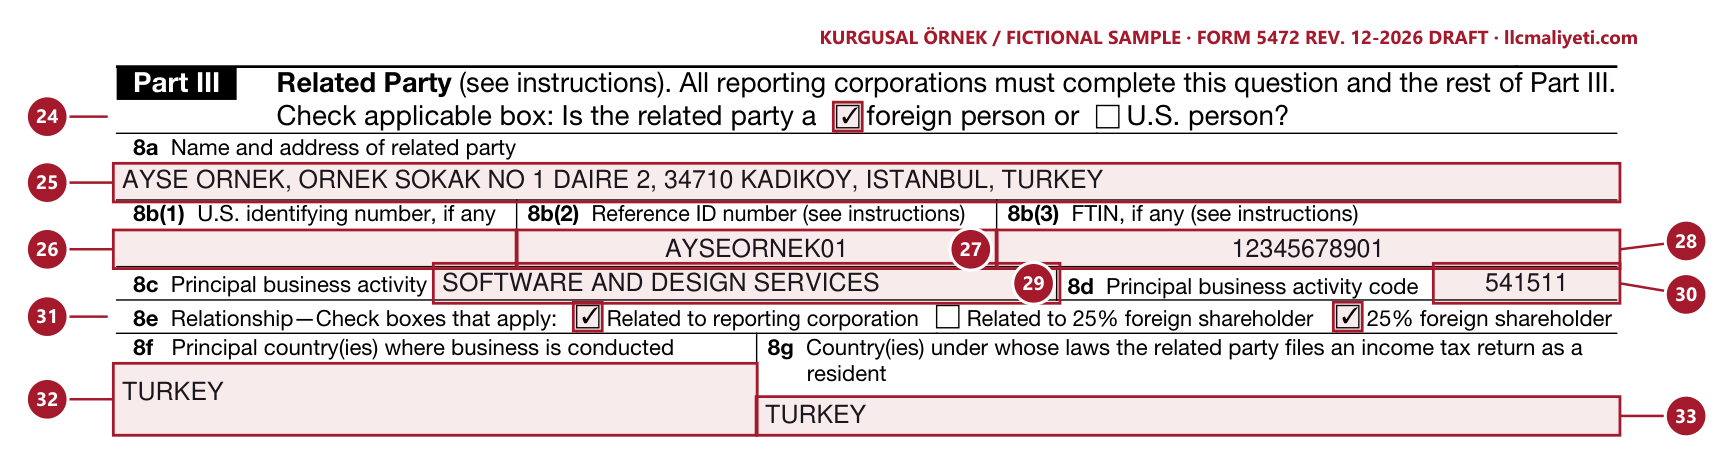 KURGUSAL ÖRNEK / FICTIONAL SAMPLE · FORM 5472 REV. 12-2026 DRAFT · llcmaliyeti.com
Part III Related Party (see instructions). All reporting corporations must complete this question and the rest of Part III.
24 Check applicable box: Is the related party a ✓ foreign person or U.S. person?
8a Name and address of related party
25 AYSE ORNEK, ORNEK SOKAK NO 1 DAIRE 2, 34710 KADIKOY, ISTANBUL, TURKEY
8b(1) U.S. identifying number, if any 8b(2) Reference ID number (see instructions) 8b(3) FTIN, if any (see instructions)
26 AYSEORNEK01 27 12345678901 28
8c Principal business activity SOFTWARE AND DESIGN SERVICES 29 8d Principal business activity code 541511 30
31 8e Relationship—Check boxes that apply: ✓ Related to reporting corporation Related to 25% foreign shareholder ✓ 25% foreign shareholder
8f Principal country(ies) where business is conducted 8g Country(ies) under whose laws the related party files an income tax return as a
resident
32 TURKEY
TURKEY 33